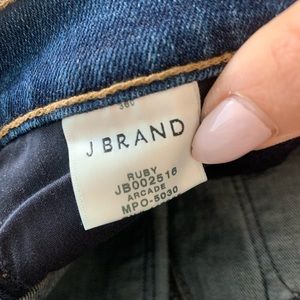 J BRAND
RUBY
JB002516
ARCADE
MPO-5030